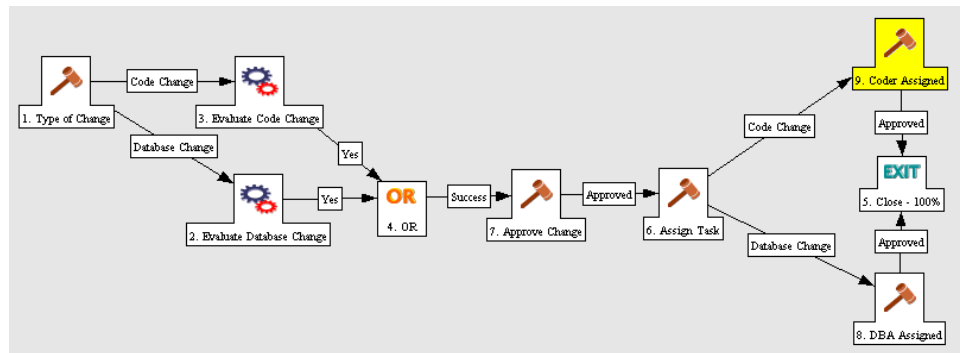 9. Coder Assigned
Code Change
1. Type of Change
3. Evaluate Code Change
Code Change
Approved
Database Change
Yes
EXIT
5. Close - 100%
2. Evaluate Database Change
Yes
OR
4. OR
Success
7. Approve Change
Approved
6. Assign Task
Database Change
Approved
8. DBA Assigned